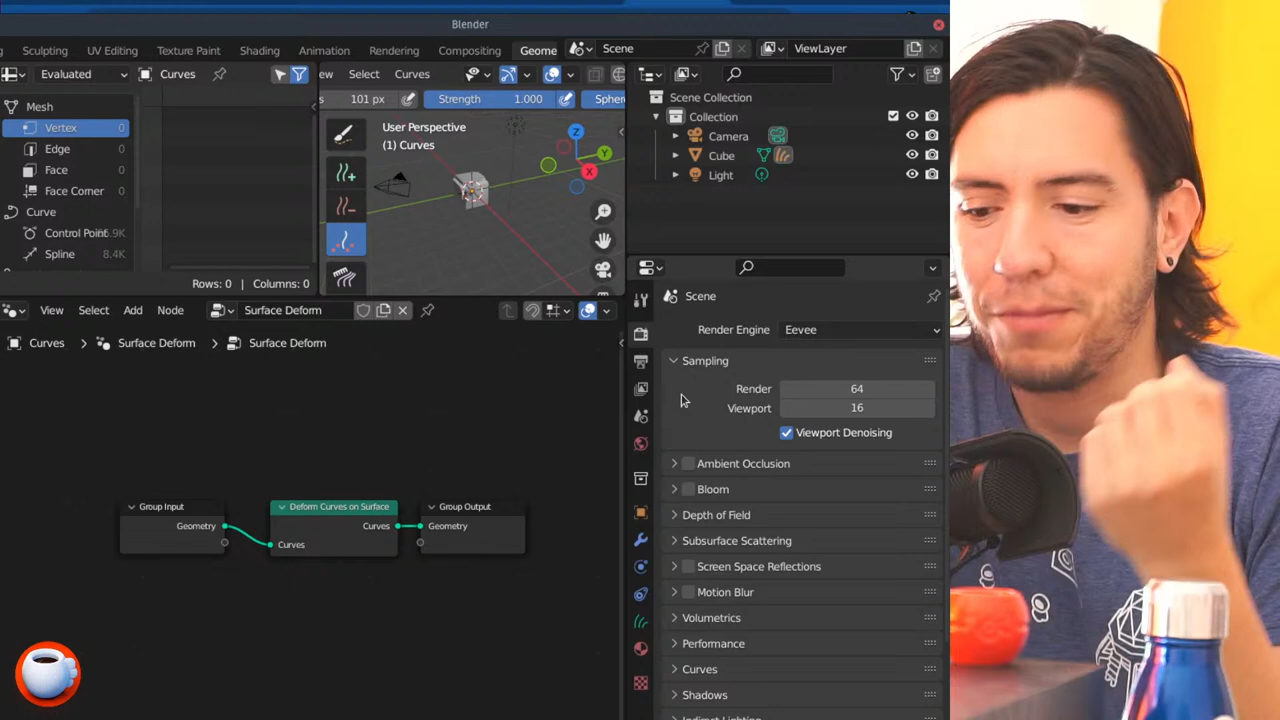 Blender
Sculpting UV Editing Texture Paint Shading Animation Rendering Compositing Geome
Scene
ViewLayer
Evaluated
Curves
ew Select Curves
s 101 px
Strength 1.000
Spher
Mesh
Vertex 0
Edge 0
Face 0
Face Corner 0
Curve
Control Point
Spline 8.4K
Rows: 0 | Columns: 0
User Perspective
(1) Curves
Z
Y
X
Scene Collection
Collection
Camera
Cube
Light
View Select Add Node
Surface Deform
Curves > Surface Deform > Surface Deform
Group Input
Geometry
Deform Curves on Surface
Curves
Curves
Group Output
Geometry
Scene
Render Engine Eevee
Sampling
Render 64
Viewport 16
Viewport Denoising
Ambient Occlusion
Bloom
Depth of Field
Subsurface Scattering
Screen Space Reflections
Motion Blur
Volumetrics
Performance
Curves
Shadows
Indirect Lighting